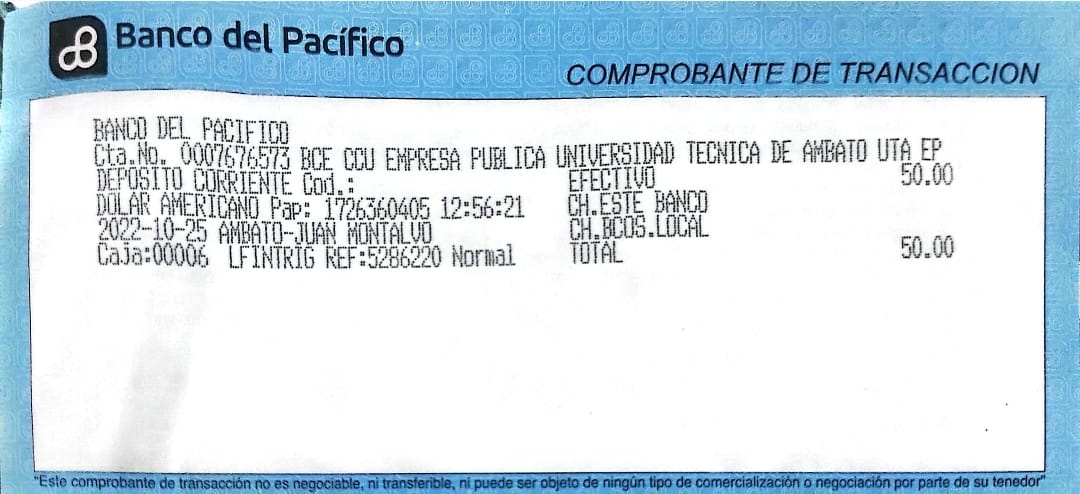 Banco del Pacífico
COMPROBANTE DE TRANSACCION
BANCO DEL PACIFICO
Cta.No. 0007676573 BCE CCU EMPRESA PUBLICA UNIVERSIDAD TECNICA DE AMBATO UTA EP
DEPOSITO CORRIENTE Cod.: EFECTIVO 50.00
DOLAR AMERICANO Pap: 1726360405 12:56:21 CH.ESTE BANCO
2022-10-25 AMBATO-JUAN MONTALVO CH.BCOS.LOCAL
Caja:00006 LFINTRIG REF:5286220 Normal TOTAL 50.00
"Este comprobante de transacción no es negociable, ni transferible, ni puede ser objeto de ningún tipo de comercialización o negociación por parte de su tenedor"